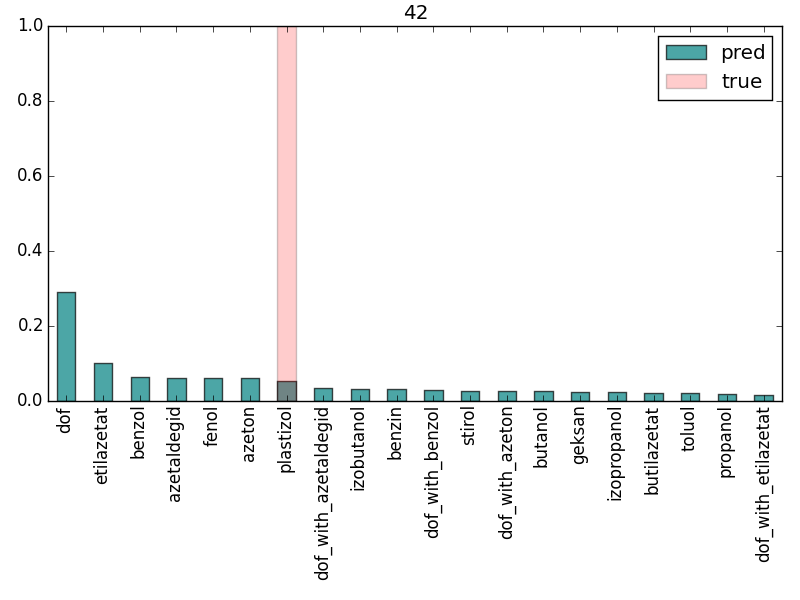 42
1.0
0.8
0.6
0.4
0.2
0.0
pred
true
dof
etilazetat
benzol
azetaldegid
fenol
azeton
plastizol
dof_with_azetaldegid
izobutanol
benzin
dof_with_benzol
stirol
dof_with_azeton
butanol
geksan
izopropanol
butilazetat
toluol
propanol
dof_with_etilazetat